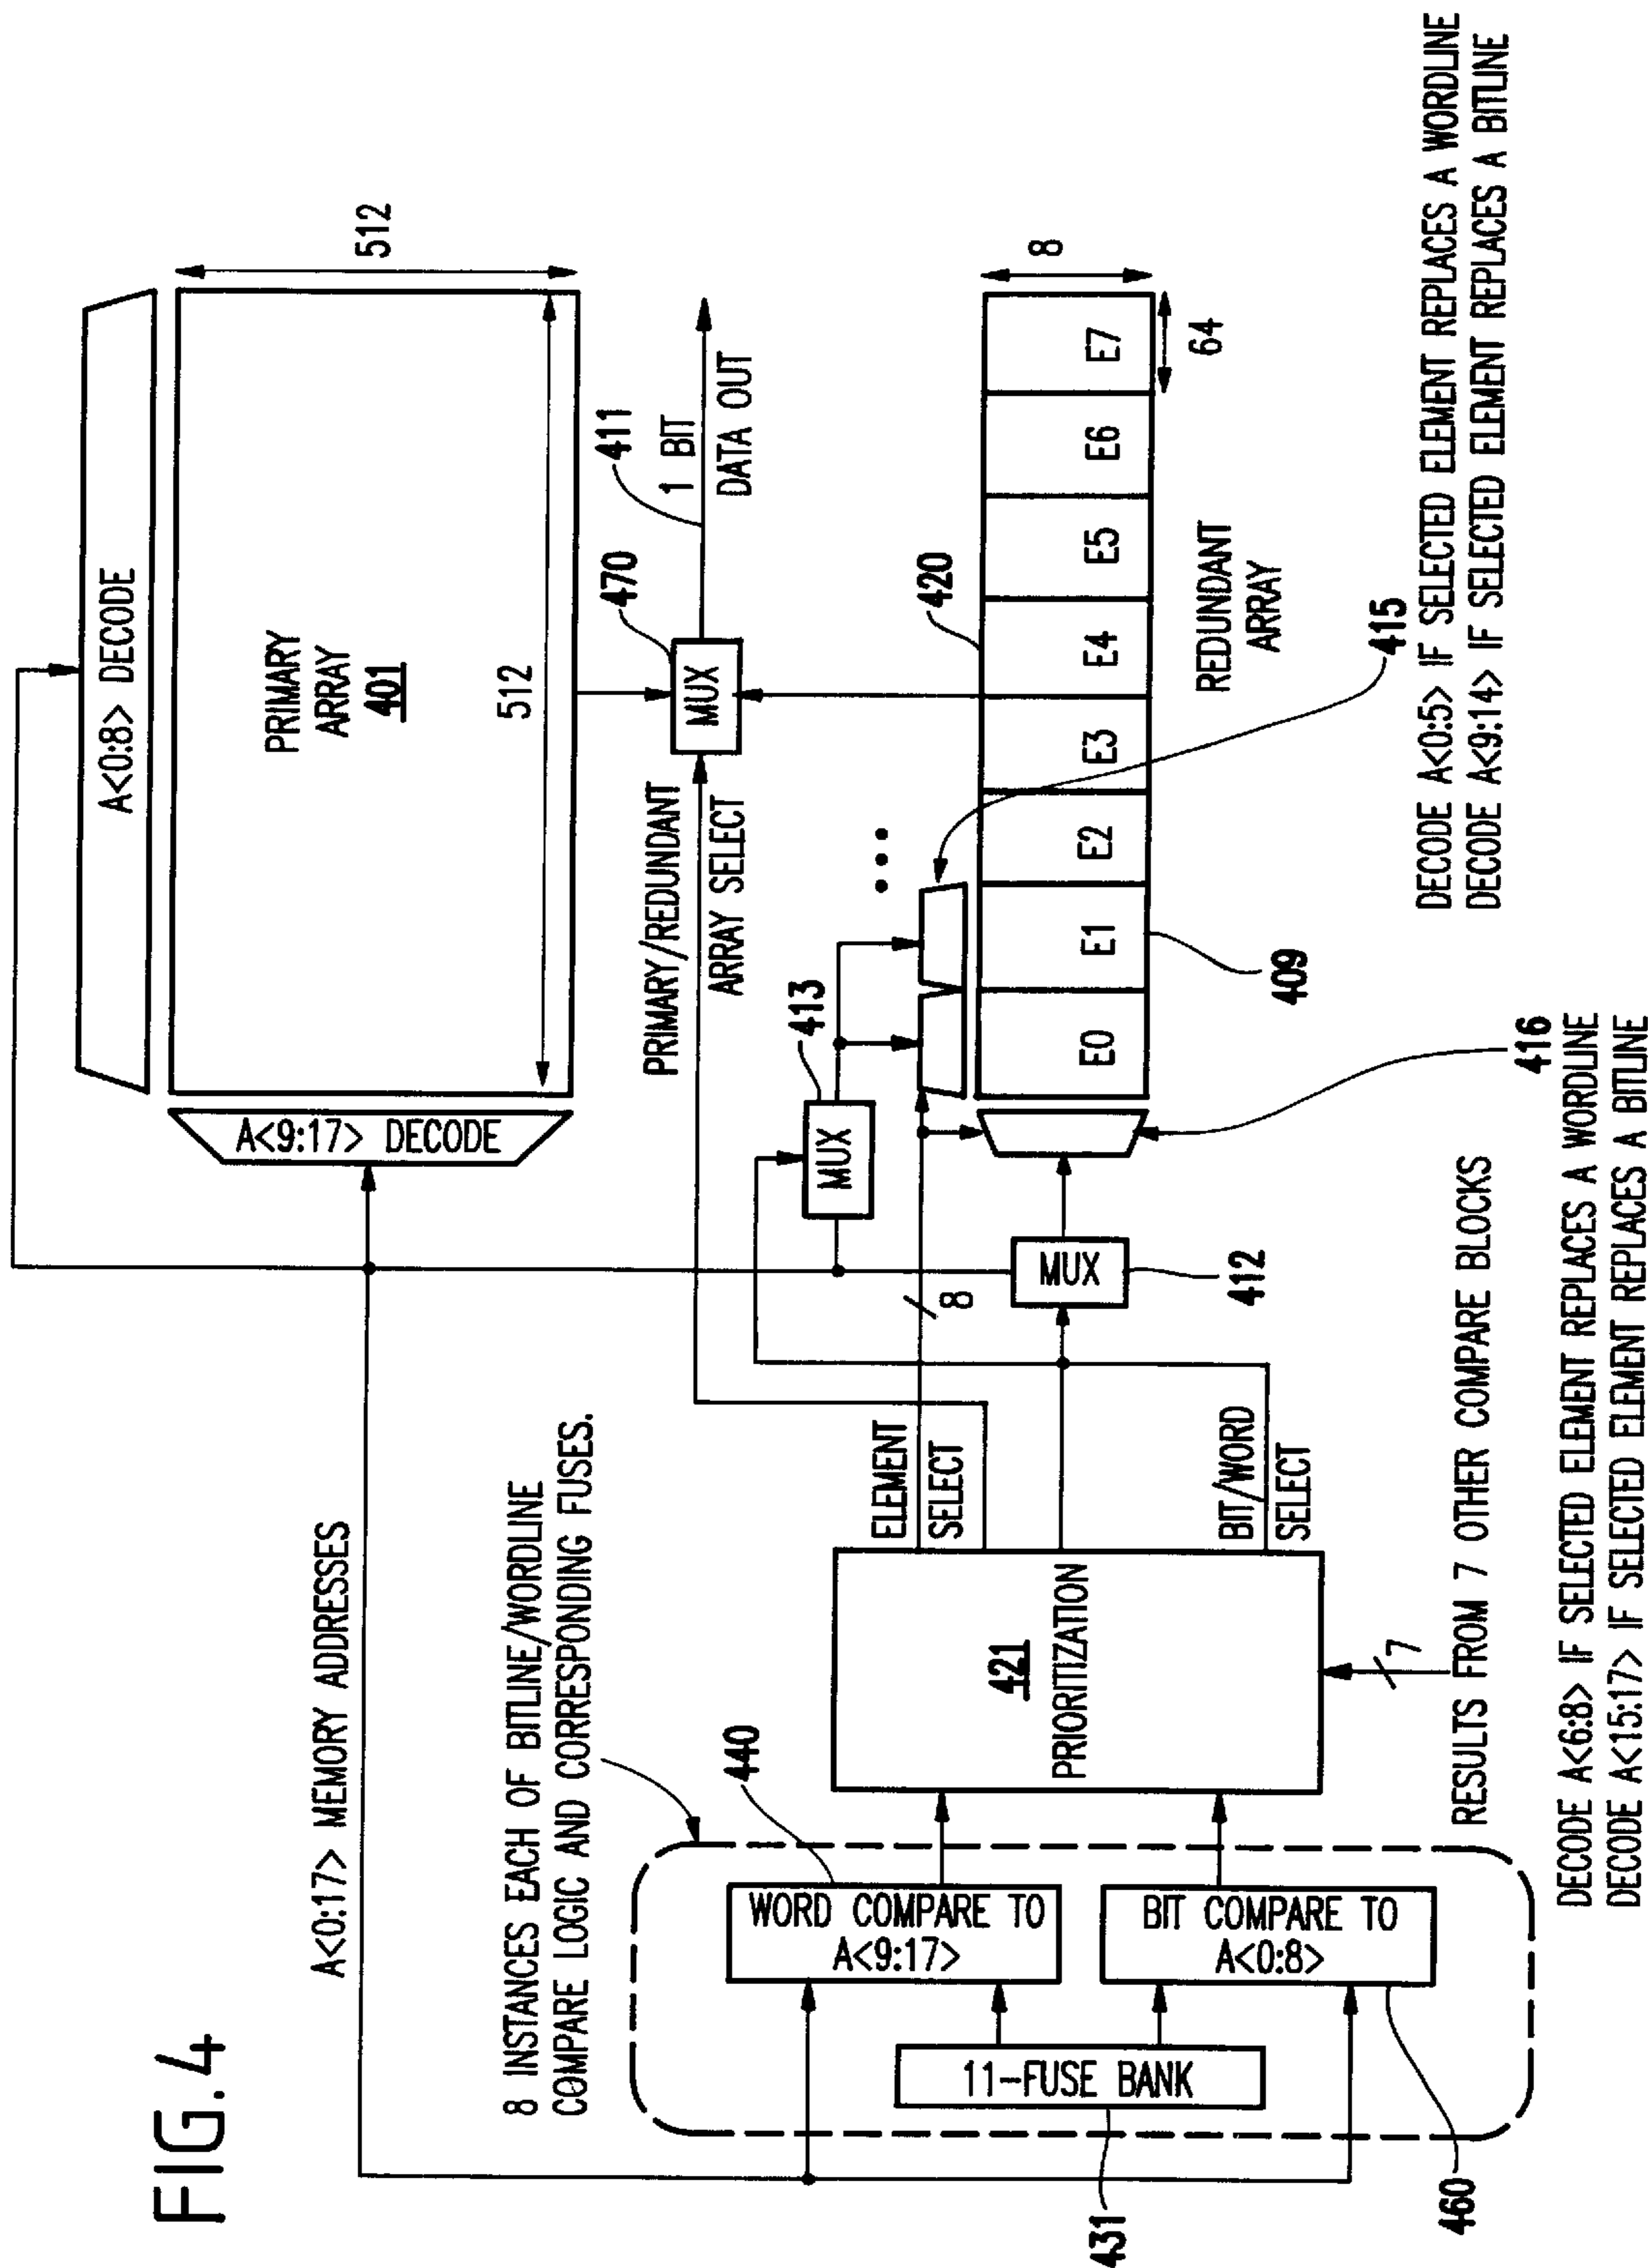 FIG.4
A<0:17> MEMORY ADDRESSES
8 INSTANCES EACH OF BITLINE/WORDLINE
COMPARE LOGIC AND CORRESPONDING FUSES.
A<0:8> DECODE
A<9:17> DECODE
PRIMARY
ARRAY
401
512
512
440
WORD COMPARE TO
A<9:17>
11-FUSE BANK
431
BIT COMPARE TO
A<0:8>
460
421
PRIORITIZATION
ELEMENT
SELECT
BIT/WORD
SELECT
7
RESULTS FROM 7 OTHER COMPARE BLOCKS
PRIMARY/REDUNDANT
ARRAY SELECT
MUX
413
MUX
412
8
MUX
470
411
1 BIT
DATA OUT
420
E0
E1
E2
E3
E4
E5
E6
E7
8
64
409
REDUNDANT
ARRAY
415
DECODE A<0:5> IF SELECTED ELEMENT REPLACES A WORDLINE
DECODE A<9:14> IF SELECTED ELEMENT REPLACES A BITLINE
416
DECODE A<6:8> IF SELECTED ELEMENT REPLACES A WORDLINE
DECODE A<15:17> IF SELECTED ELEMENT REPLACES A BITLINE